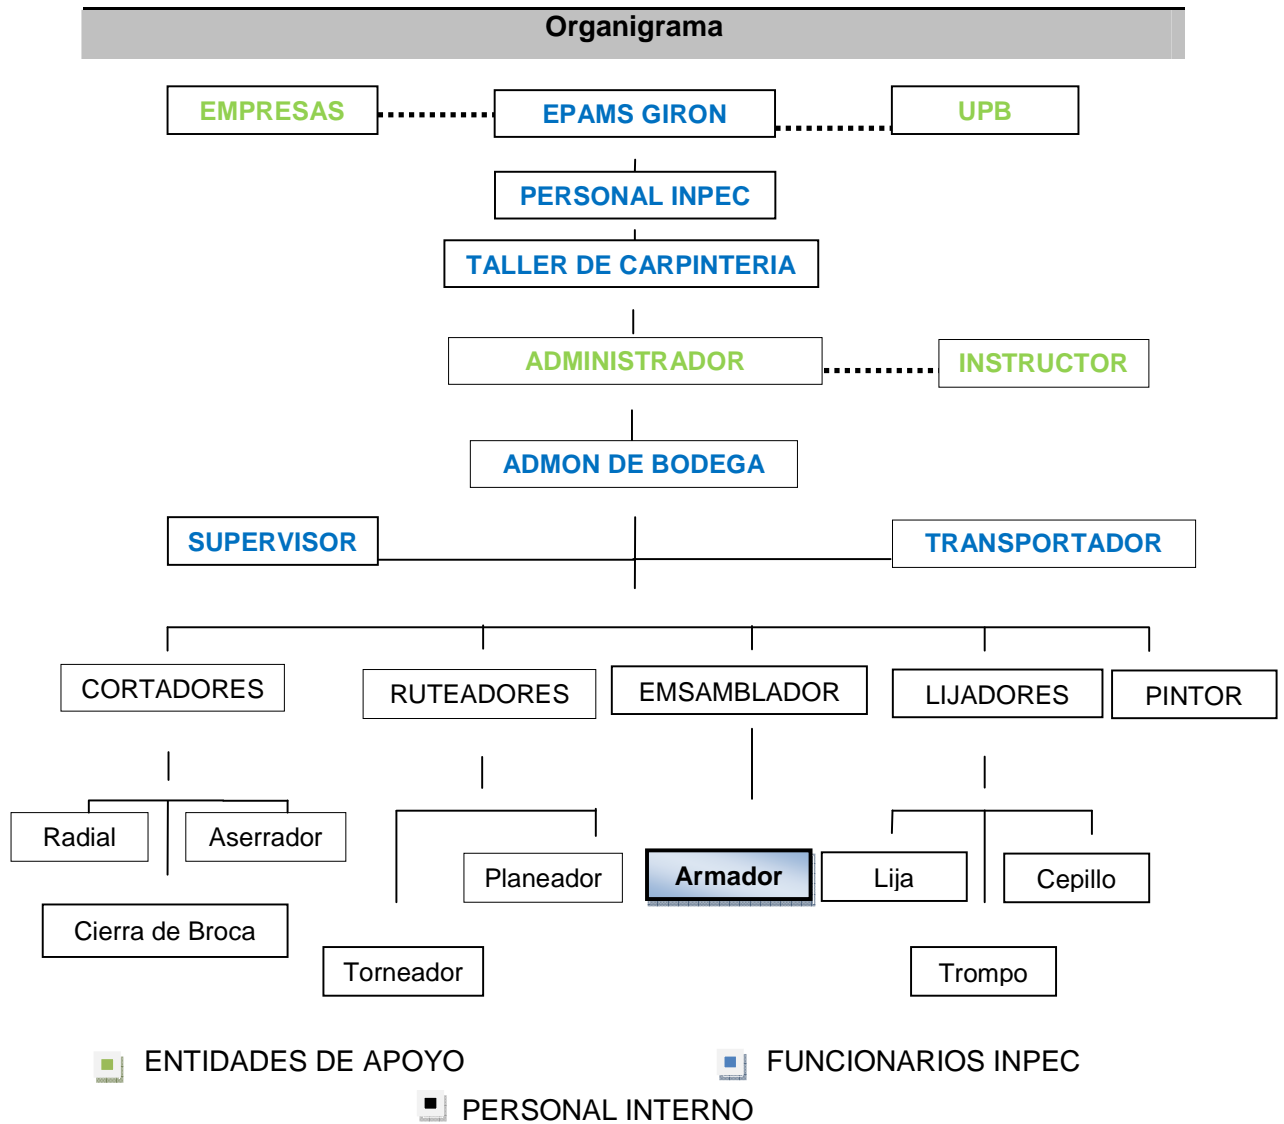 Organigrama
EMPRESAS
EPAMS GIRON
UPB
PERSONAL INPEC
TALLER DE CARPINTERIA
ADMINISTRADOR
INSTRUCTOR
ADMON DE BODEGA
SUPERVISOR
TRANSPORTADOR
CORTADORES
RUTEADORES
EMSAMBLADOR
LIJADORES
PINTOR
Radial
Aserrador
Planeador
Armador
Lija
Cepillo
Cierra de Broca
Torneador
Trompo
ENTIDADES DE APOYO
FUNCIONARIOS INPEC
PERSONAL INTERNO